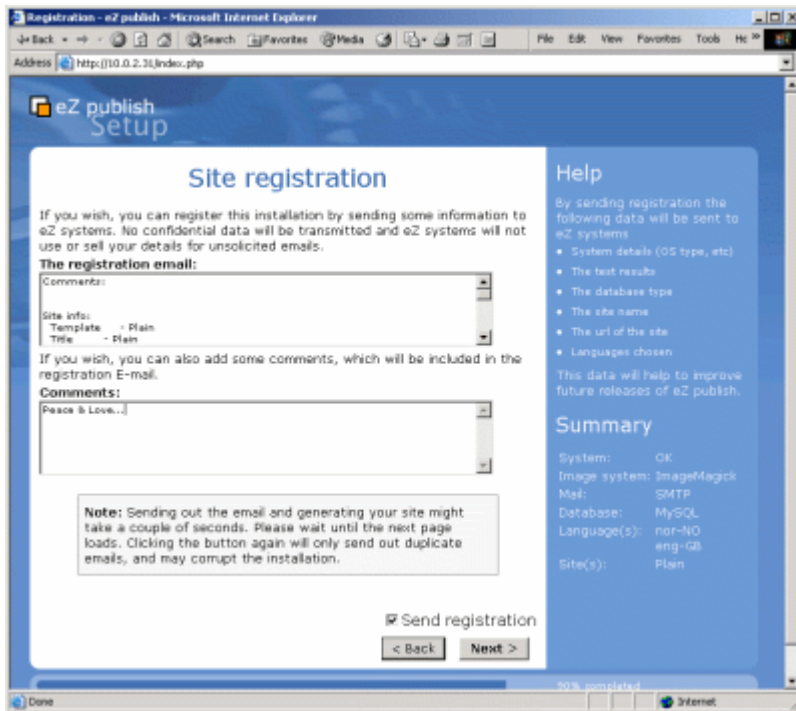 Registration - eZ publish - Microsoft Internet Explorer
Back Search Favorites Media File Edit View Favorites Tools He »
Address http://10.0.2.31/index.php
eZ publish
Setup
Site registration
If you wish, you can register this installation by sending some information to
eZ systems. No confidential data will be transmitted and eZ systems will not
use or sell your details for unsolicited emails.
The registration email:
Comments:
Site info:
Template - Plain
Title - Plain
If you wish, you can also add some comments, which will be included in the
registration E-mail.
Comments:
Peace & Love...
Note: Sending out the email and generating your site might
take a couple of seconds. Please wait until the next page
loads. Clicking the button again will only send out duplicate
emails, and may corrupt the installation.
Send registration
< Back Next >
Help
By sending registration the
following data will be sent to
eZ systems
• System details (OS type, etc)
• The test results
• The database type
• The site name
• The url of the site
• Languages chosen
This data will help to improve
future releases of eZ publish.
Summary
System: OK
Image system: ImageMagick
Mail: SMTP
Database: MySQL
Language(s): nor-NO
eng-GB
Site(s): Plain
90% completed
Done Internet